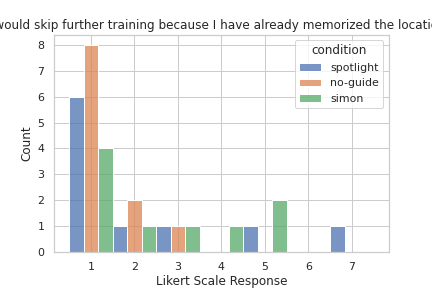 would skip further training because I have already memorized the locati
condition
spotlight
no-guide
simon
8
7
6
5
4
3
2
1
0
Count
1 2 3 4 5 6 7
Likert Scale Response